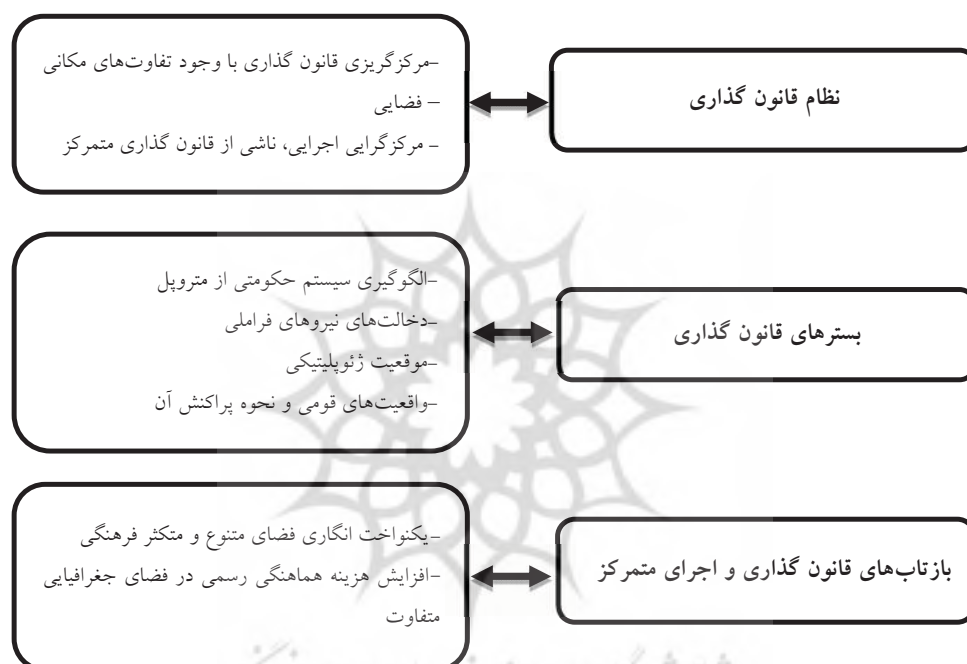 نظام قانون گذاری
-مرکزگریزی قانون گذاری با وجود تفاوت‌های مکانی
– فضایی
- مرکزگرایی اجرایی، ناشی از قانون گذاری متمرکز
بسترهای قانون گذاری
-الگوگیری سیستم حکومتی از متروپل
-دخالت‌های نیروهای فراملی
-موقعیت ژئوپلیتیکی
-واقعیت‌های قومی و نحوه پراکنش آن
بازتاب‌های قانون گذاری و اجرای متمرکز
-یکنواخت انگاری فضای متنوع و متکثر فرهنگی
-افزایش هزینه هماهنگی رسمی در فضای جغرافیایی
متفاوت